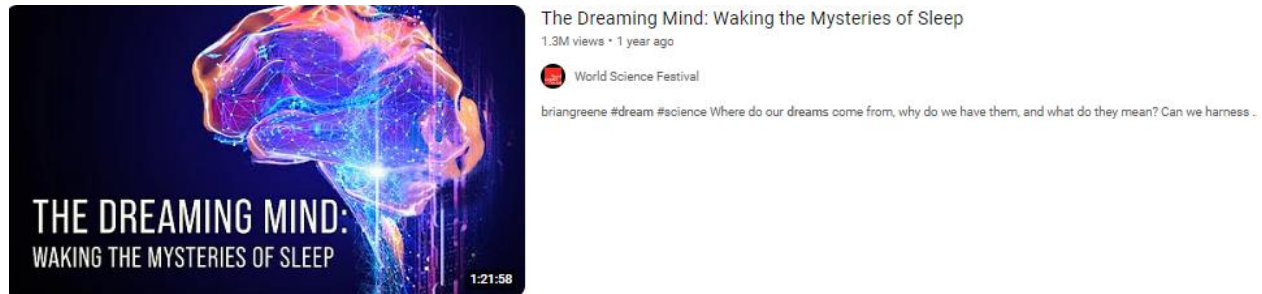 THE DREAMING MIND:
WAKING THE MYSTERIES OF SLEEP
1:21:58
The Dreaming Mind: Waking the Mysteries of Sleep
1.3M views • 1 year ago
World Science Festival
briangreene #dream #science Where do our dreams come from, why do we have them, and what do they mean? Can we harness ..